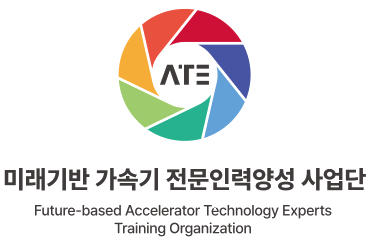 ATE
미래기반 가속기 전문인력양성 사업단
Future-based Accelerator Technology Experts
Training Organization